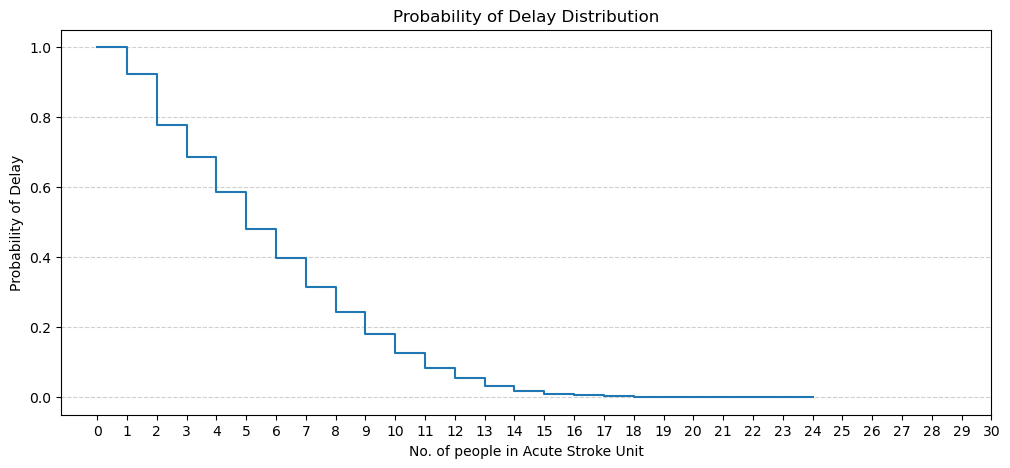 Probability of Delay Distribution
Probability of Delay
1.0
0.8
0.6
0.4
0.2
0.0
0 1 2 3 4 5 6 7 8 9 10 11 12 13 14 15 16 17 18 19 20 21 22 23 24 25 26 27 28 29 30
No. of people in Acute Stroke Unit